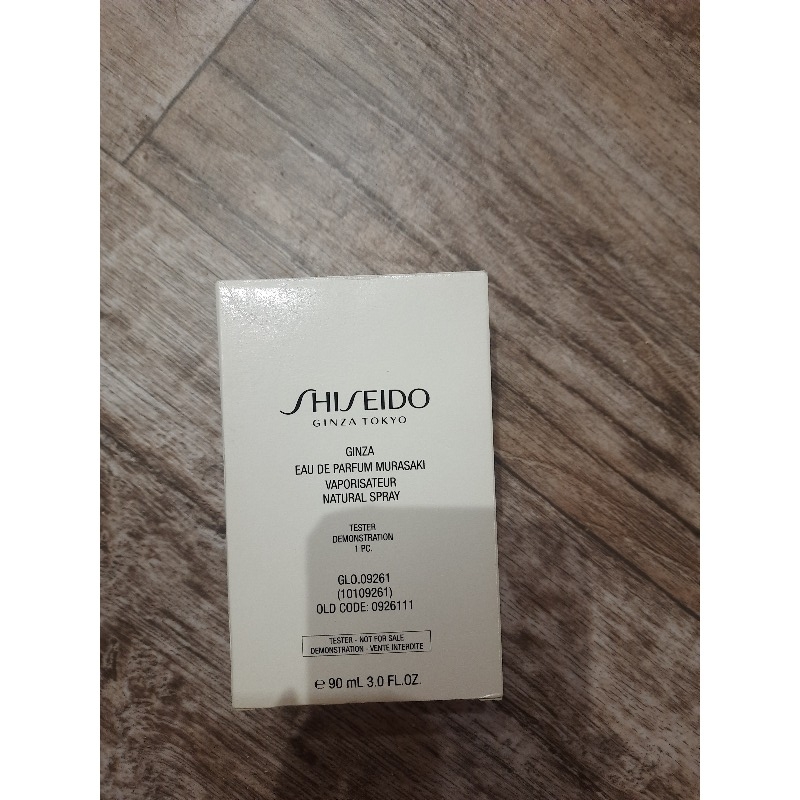 SHISEIDO
GINZA TOKYO
GINZA
EAU DE PARFUM MURASAKI
VAPORISATEUR
NATURAL SPRAY
TESTER
DEMONSTRATION
1 PC.
GLO.09261
(10109261)
OLD CODE: 0926111
TESTER - NOT FOR SALE
DEMONSTRATION - VENTE INTERDITE
℮ 90 mL 3.0 FL.OZ.